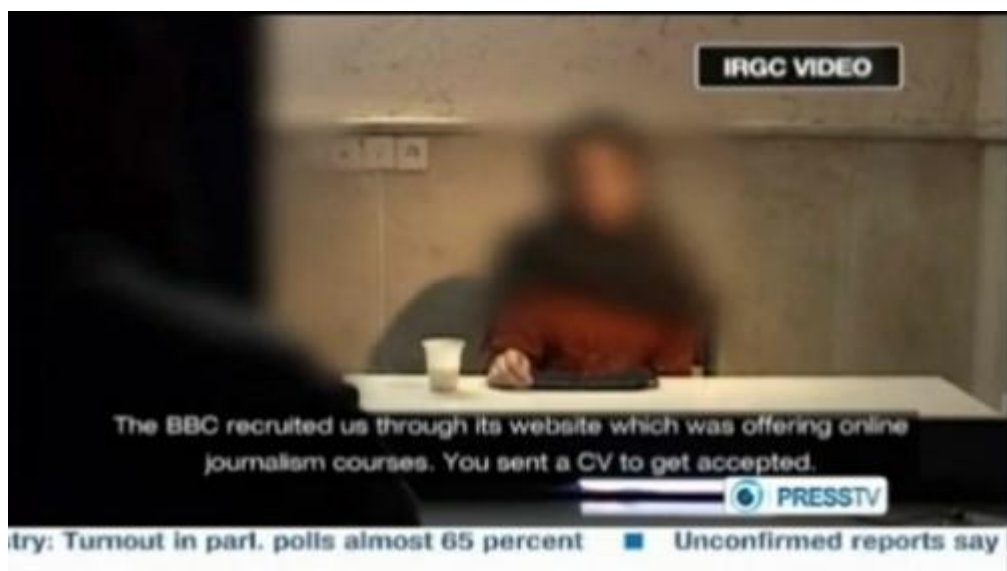 IRGC VIDEO
The BBC recruited us through its website which was offering online
journalism courses. You sent a CV to get accepted.
PRESSTV
try: Turnout in parl. polls almost 65 percent ■ Unconfirmed reports say